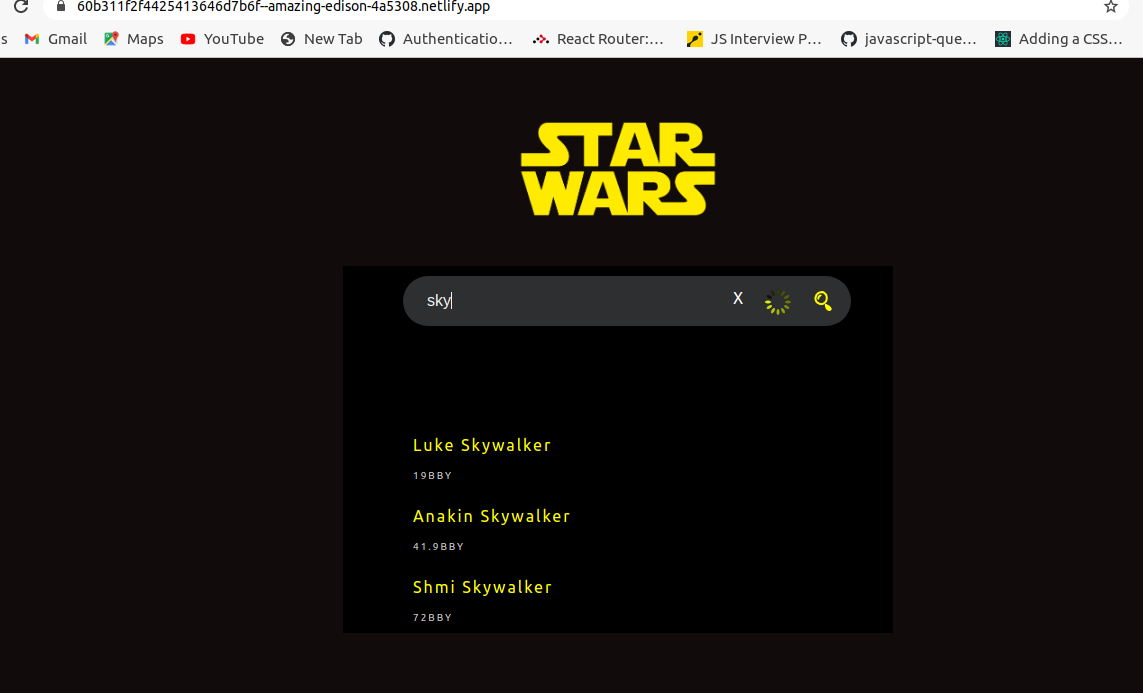 60b311f2f4425413646d7b6f--amazing-edison-4a5308.netlify.app
s Gmail Maps YouTube New Tab Authenticatio... React Router:... JS Interview P... javascript-que... Adding a CSS...
STAR
WARS
sky X
Luke Skywalker
19BBY
Anakin Skywalker
41.9BBY
Shmi Skywalker
72BBY